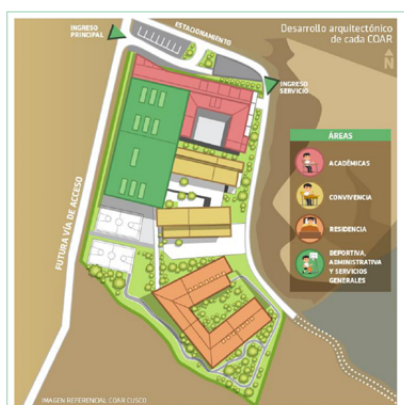 Desarrollo arquitectónico
de cada COAR
N
INGRESO
PRINCIPAL
ESTACIONAMIENTO
INGRESO
SERVICIO
ÁREAS
ACADÉMICAS
CONVIVENCIA
RESIDENCIA
DEPORTIVA,
ADMINISTRATIVA
Y SERVICIOS
GENERALES
FUTURA VÍA DE ACCESO
IMAGEN REFERENCIAL COAR CUSCO